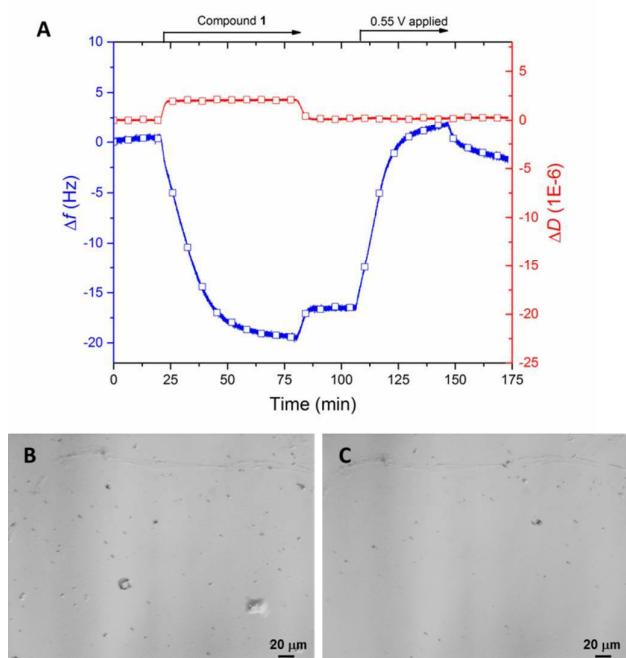 Compound 1
0.55 V applied
A
10
5
0
-5
-10
-15
-20
Δf (Hz)
5
0
-5
-10
-15
-20
-25
ΔD (1E-6)
0 25 50 75 100 125 150 175
Time (min)
B
20 μm
C
20 μm